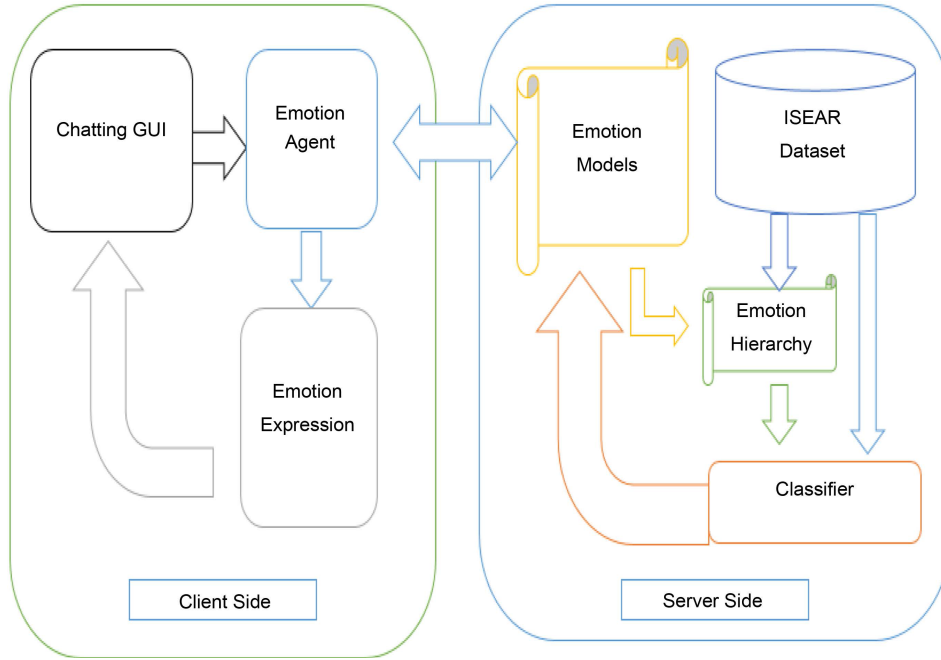 Chatting GUI
Emotion
Agent
Emotion
Expression
Client Side
Emotion
Models
ISEAR
Dataset
Emotion
Hierarchy
Classifier
Server Side